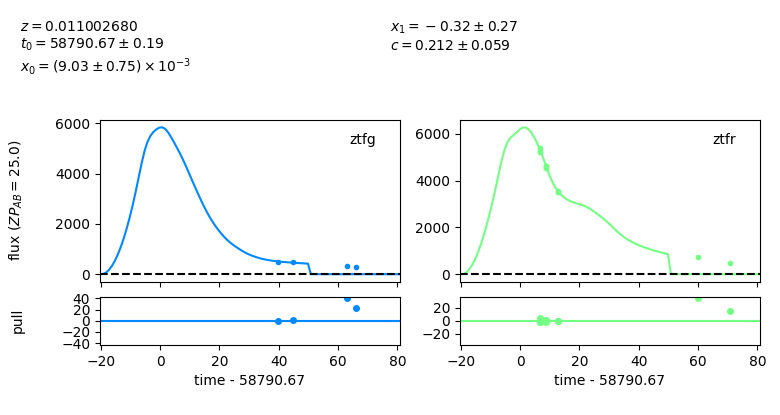 z = 0.011002680
t₀ = 58790.67 ± 0.19
x₀ = (9.03 ± 0.75) × 10⁻³
x₁ = −0.32 ± 0.27
c = 0.212 ± 0.059
flux (ZP_AB = 25.0)
6000
4000
2000
0
ztfg
6000
4000
2000
0
ztfr
pull
40
20
0
−20
−40
20
0
−20
−20 0 20 40 60 80
−20 0 20 40 60 80
time - 58790.67
time - 58790.67